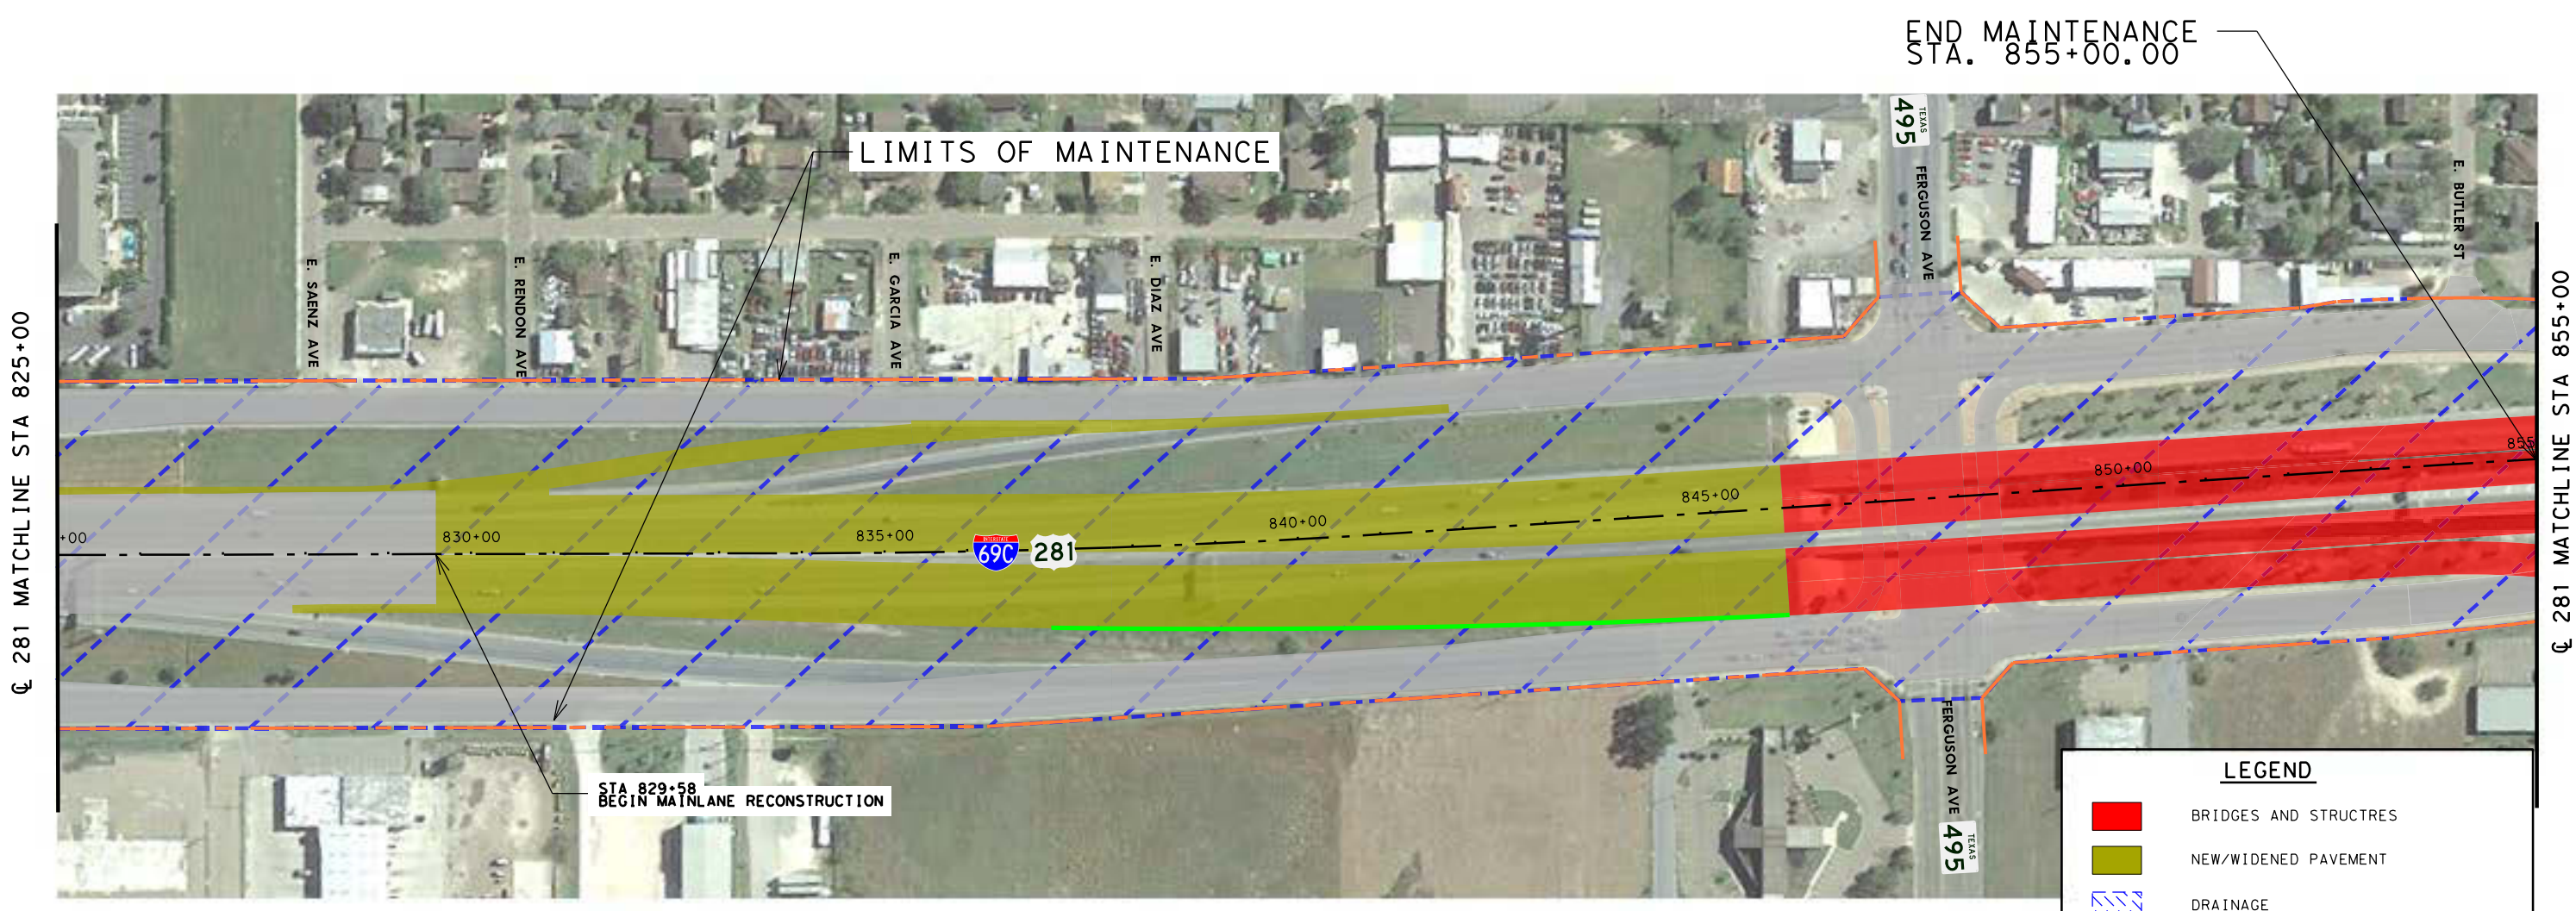 END MAINTENANCE
STA. 855+00.00
LIMITS OF MAINTENANCE
TEXAS
495
FERGUSON AVE
E. BUTLER ST
E. SAENZ AVE
E. RENDON AVE
E. GARCIA AVE
E. DIAZ AVE
℄ 281 MATCHLINE STA 825+00
℄ 281 MATCHLINE STA 855+00
+00
830+00
835+00
INTERSTATE
69C
281
840+00
845+00
850+00
855
STA 829+58
BEGIN MAINLANE RECONSTRUCTION
FERGUSON AVE
TEXAS
495
LEGEND
BRIDGES AND STRUCTRES
NEW/WIDENED PAVEMENT
DRAINAGE